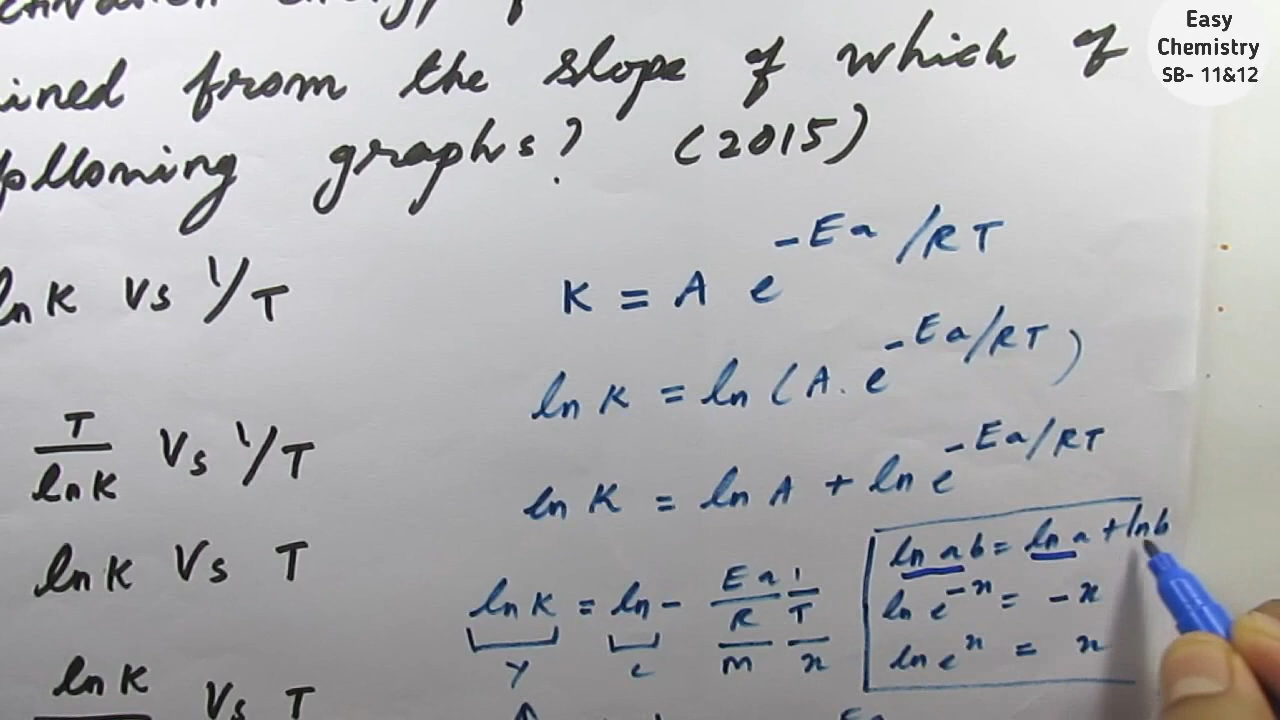 Easy
Chemistry
SB- 11&12
ined from the slope of which of
following graphs? (2015)
ln K Vs 1/T
T/ln K Vs 1/T
ln K Vs T
ln K Vs T
K = A e^-Ea/RT
ln K = ln (A. e^-Ea/RT)
ln K = ln A + ln e^-Ea/RT
ln K = ln - Ea/R 1/T
y c m x
ln ab = ln a + ln b
ln e^-x = -x
ln e^x = x